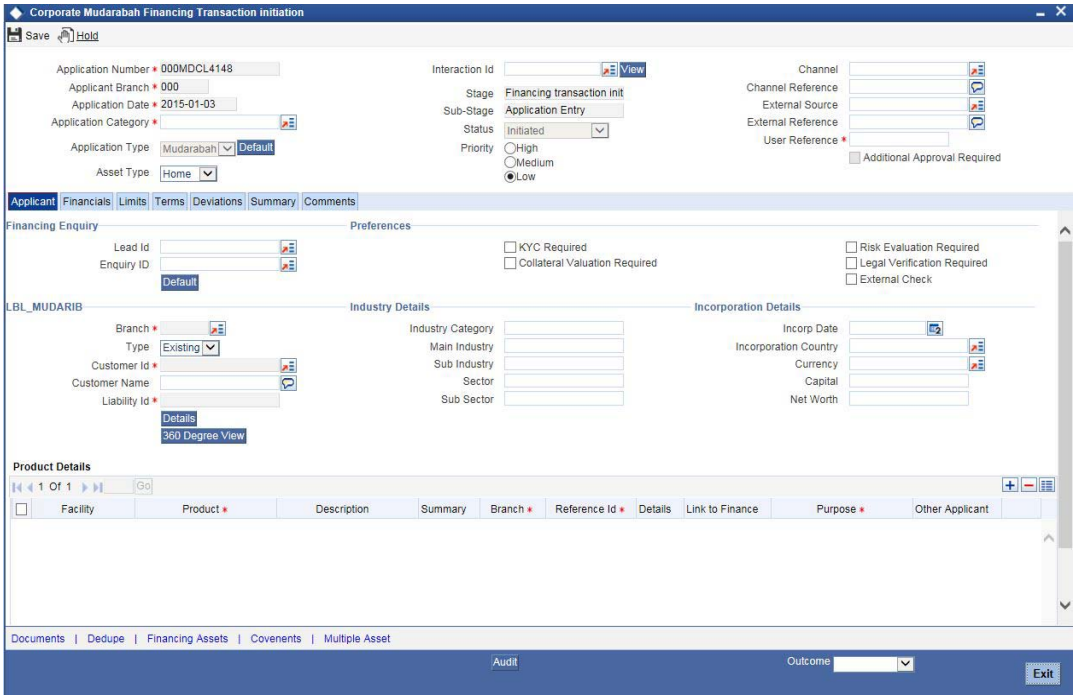 Corporate Mudarabah Financing Transaction initiation
Save Hold
Application Number * 000MDCL4148
Applicant Branch * 000
Application Date * 2015-01-03
Application Category *
Application Type Mudarabah Default
Asset Type Home
Interaction Id View
Stage Financing transaction init
Sub-Stage Application Entry
Status Initiated
Priority High
Medium
Low
Channel
Channel Reference
External Source
External Reference
User Reference *
Additional Approval Required
Applicant Financials Limits Terms Deviations Summary Comments
Financing Enquiry
Lead Id
Enquiry ID
Default
Preferences
KYC Required
Collateral Valuation Required
Risk Evaluation Required
Legal Verification Required
External Check
LBL_MUDARIB
Branch *
Type Existing
Customer Id *
Customer Name
Liability Id *
Details
360 Degree View
Industry Details
Industry Category
Main Industry
Sub Industry
Sector
Sub Sector
Incorporation Details
Incorp Date
Incorporation Country
Currency
Capital
Net Worth
Product Details
1 Of 1 Go
Facility Product * Description Summary Branch * Reference Id * Details Link to Finance Purpose * Other Applicant
Documents | Dedupe | Financing Assets | Covenents | Multiple Asset
Audit
Outcome
Exit